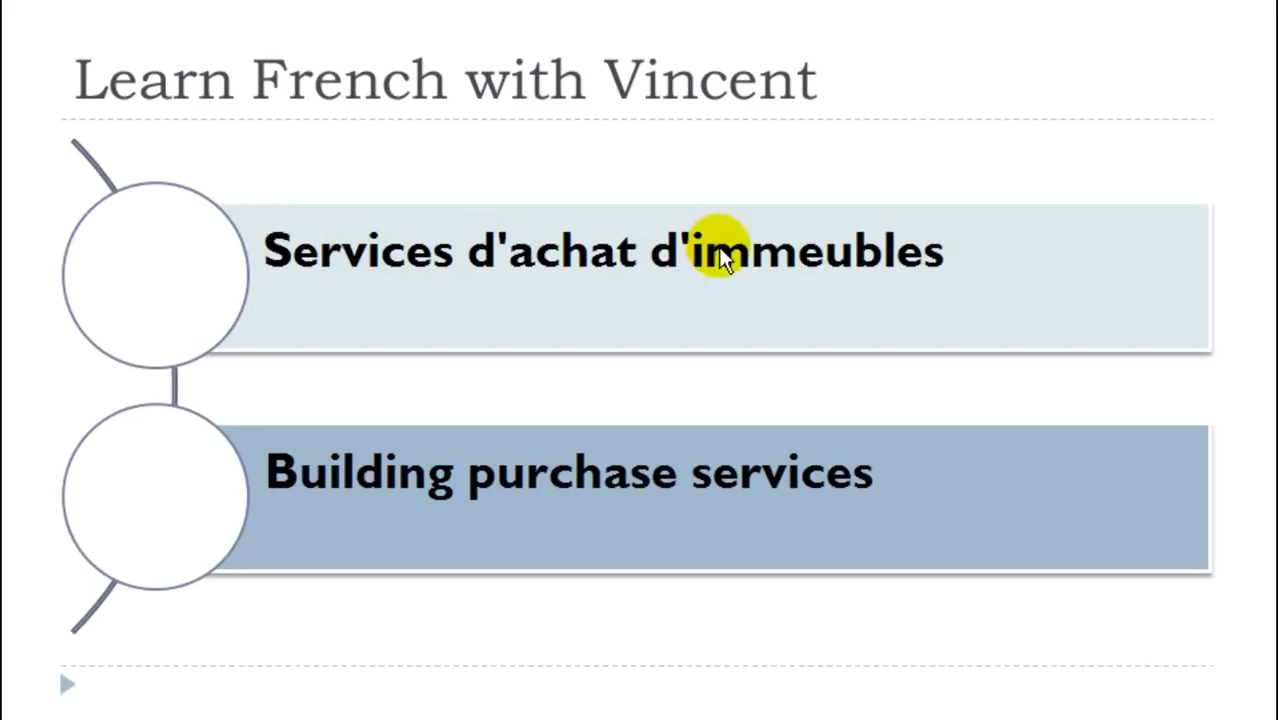 Learn French with Vincent
Services d'achat d'immeubles
Building purchase services